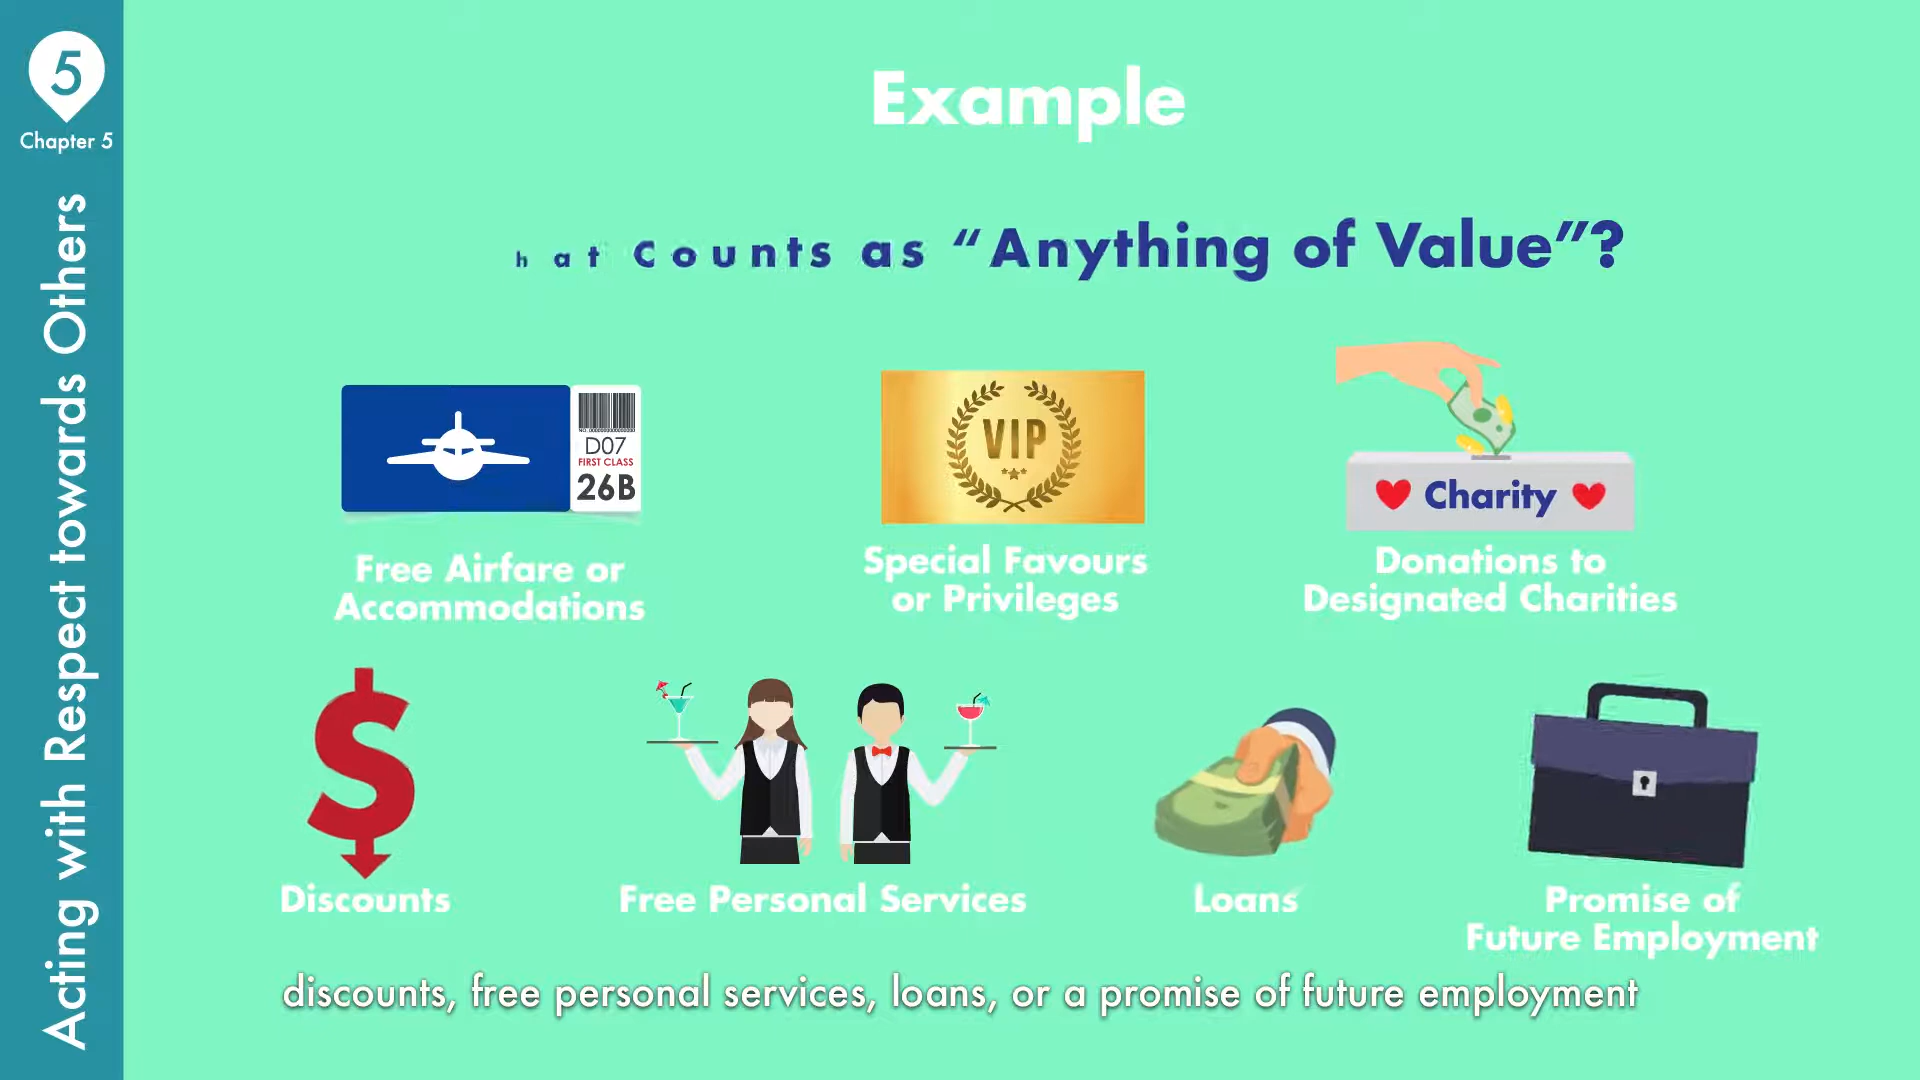 5
Chapter 5
Acting with Respect towards Others
Example
hat Counts as “Anything of Value”?
D07
FIRST CLASS
26B
VIP
Charity
Free Airfare or
Accommodations
Special Favours
or Privileges
Donations to
Designated Charities
Discounts
Free Personal Services
Loans
Promise of
Future Employment
discounts, free personal services, loans, or a promise of future employment